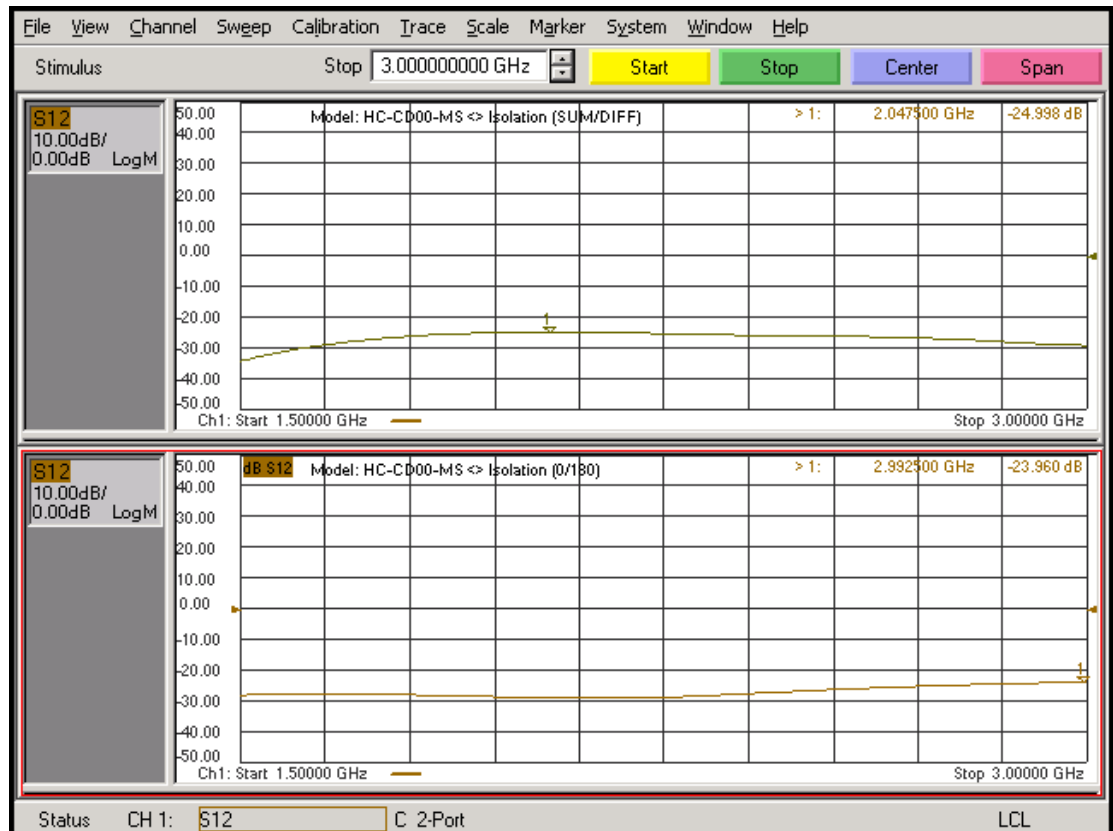 File View Channel Sweep Calibration Trace Scale Marker System Window Help
Stimulus Stop 3.000000000 GHz Start Stop Center Span
S12
10.00dB/
0.00dB LogM
50.00
40.00
30.00
20.00
10.00
0.00
-10.00
-20.00
-30.00
-40.00
-50.00
Model: HC-CD00-MS <> Isolation (SUM/DIFF)
> 1: 2.047500 GHz -24.998 dB
1
Ch1: Start 1.50000 GHz
Stop 3.00000 GHz
S12
10.00dB/
0.00dB LogM
50.00
40.00
30.00
20.00
10.00
0.00
-10.00
-20.00
-30.00
-40.00
-50.00
dB S12 Model: HC-CD00-MS <> Isolation (0/180)
> 1: 2.992500 GHz -23.960 dB
1
Ch1: Start 1.50000 GHz
Stop 3.00000 GHz
Status CH 1: S12 C 2-Port LCL